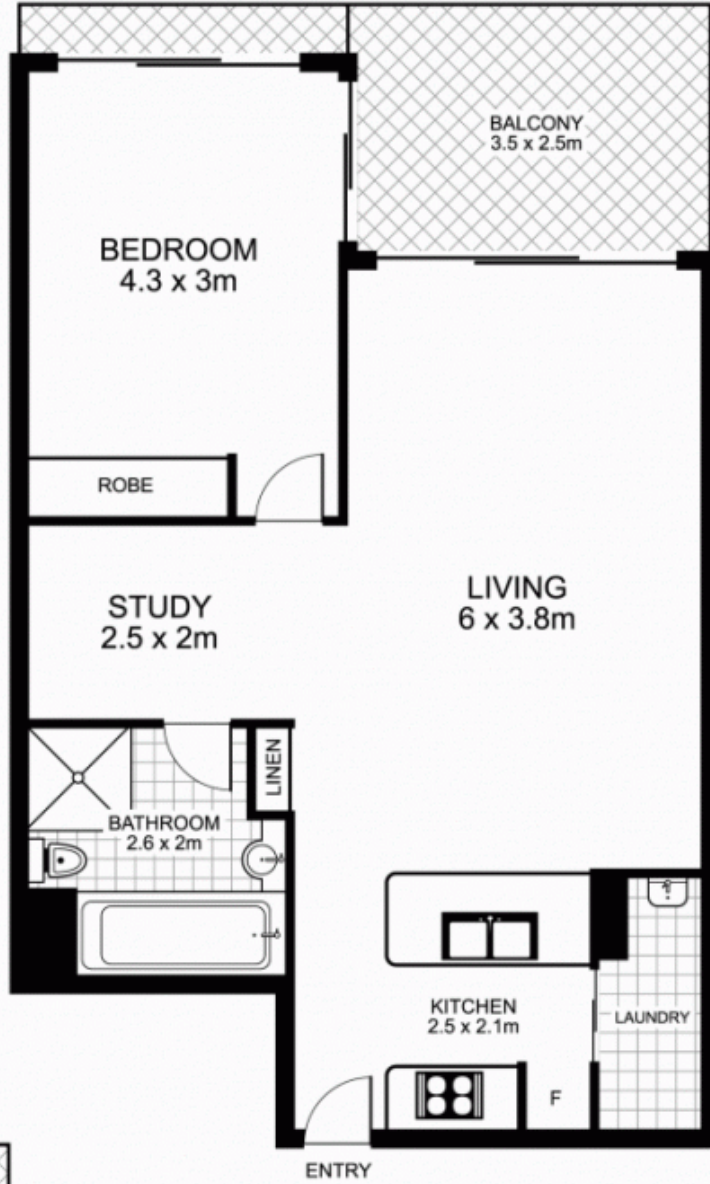 BALCONY
3.5 x 2.5m
BEDROOM
4.3 x 3m
ROBE
STUDY
2.5 x 2m
LIVING
6 x 3.8m
LINEN
BATHROOM
2.6 x 2m
KITCHEN
2.5 x 2.1m
LAUNDRY
F
ENTRY